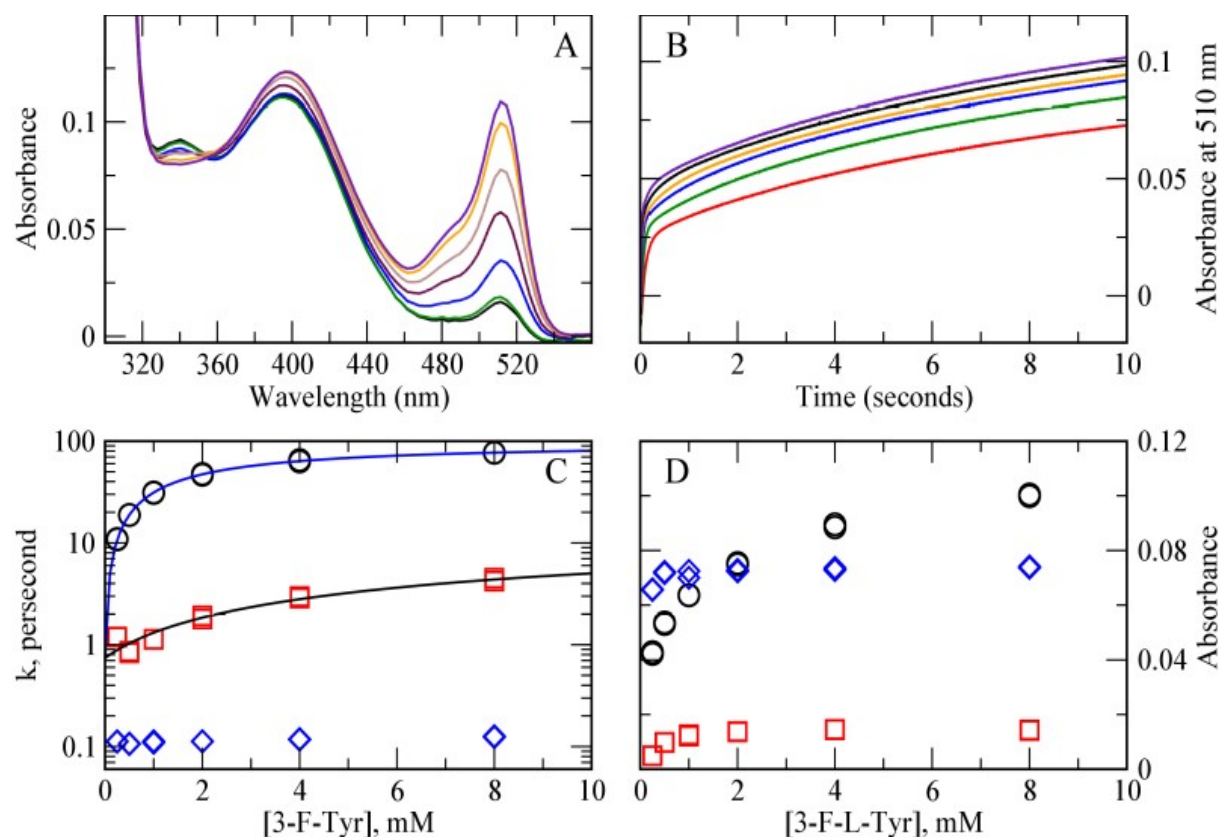 A
0.1
0.05
0
Absorbance
320 360 400 440 480 520
Wavelength (nm)
B
0.1
0.05
0
Absorbance at 510 nm
0 2 4 6 8 10
Time (seconds)
C
100
10
1
0.1
k, persecond
0 2 4 6 8 10
[3-F-Tyr], mM
D
0.12
0.08
0.04
0
Absorbance
0 2 4 6 8 10
[3-F-L-Tyr], mM